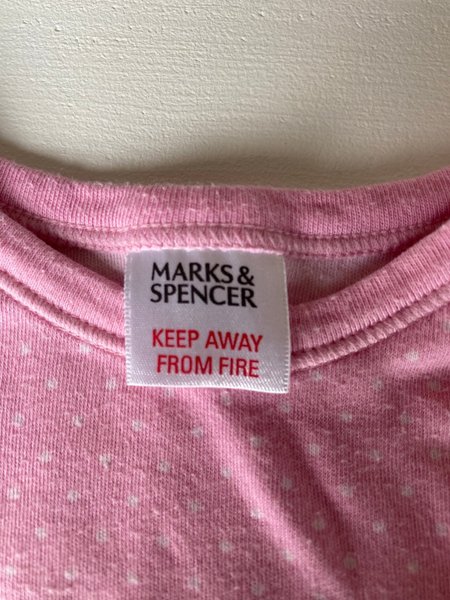 MARKS &
SPENCER
KEEP AWAY
FROM FIRE